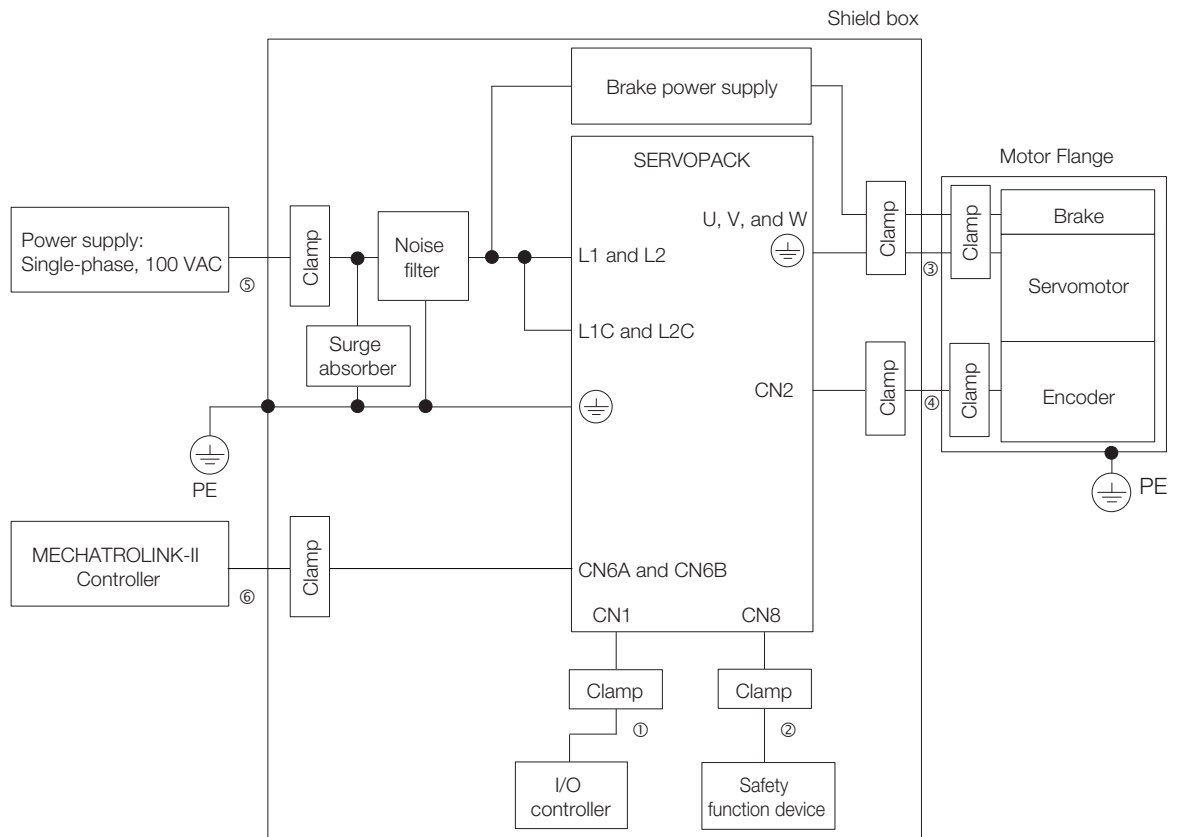 Shield box
Brake power supply
SERVOPACK
Motor Flange
U, V, and W
Clamp
Clamp
Brake
Power supply:
Single-phase, 100 VAC
Clamp
Noise
filter
L1 and L2
⑤
③
Servomotor
L1C and L2C
Surge
absorber
CN2
Clamp
Clamp
④
Encoder
PE
PE
MECHATROLINK-II
Controller
Clamp
CN6A and CN6B
⑥
CN1
CN8
Clamp
Clamp
①
②
I/O
controller
Safety
function device